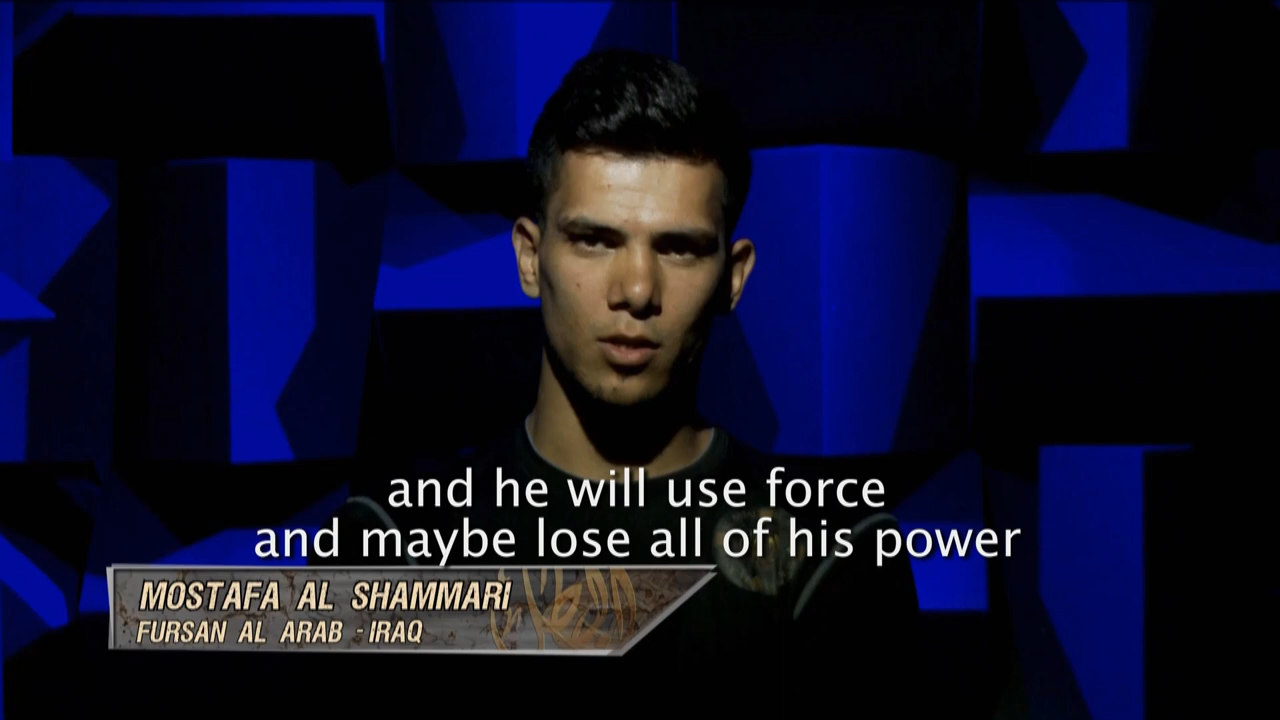 and he will use force
and maybe lose all of his power
MOSTAFA AL SHAMMARI
FURSAN AL ARAB - IRAQ